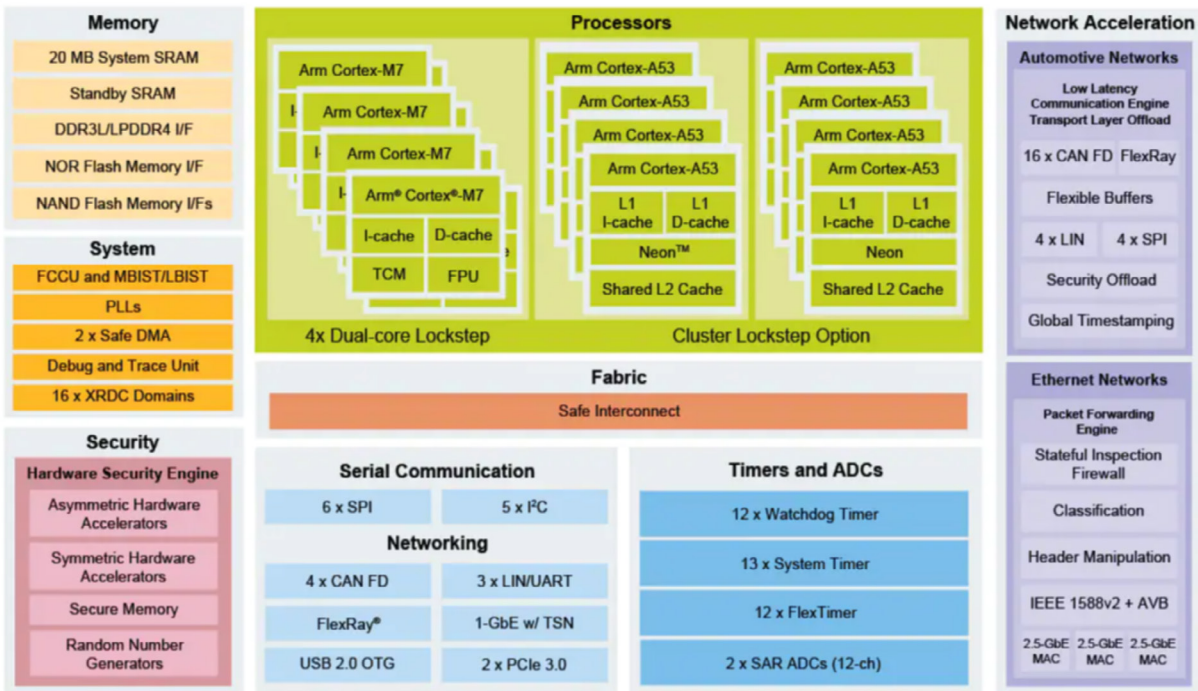 Memory
20 MB System SRAM
Standby SRAM
DDR3L/LPDDR4 I/F
NOR Flash Memory I/F
NAND Flash Memory I/Fs
System
FCCU and MBIST/LBIST
PLLs
2 x Safe DMA
Debug and Trace Unit
16 x XRDC Domains
Security
Hardware Security Engine
Asymmetric Hardware
Accelerators
Symmetric Hardware
Accelerators
Secure Memory
Random Number
Generators
Processors
Arm Cortex-M7
I-
Arm Cortex-M7
I-
Arm Cortex-M7
I-
Arm® Cortex®-M7
I-cache
D-cache
e
TCM
FPU
4x Dual-core Lockstep
Arm Cortex-A53
Arm Cortex-A53
Arm Cortex-A53
Arm Cortex-A53
L1
I-cache
L1
D-cache
Neon™
Shared L2 Cache
Arm Cortex-A53
Arm Cortex-A53
Arm Cortex-A53
Arm Cortex-A53
L1
I-cache
L1
D-cache
Neon
Shared L2 Cache
Cluster Lockstep Option
Fabric
Safe Interconnect
Serial Communication
6 x SPI
5 x I²C
Networking
4 x CAN FD
3 x LIN/UART
FlexRay®
1-GbE w/ TSN
USB 2.0 OTG
2 x PCIe 3.0
Timers and ADCs
12 x Watchdog Timer
13 x System Timer
12 x FlexTimer
2 x SAR ADCs (12-ch)
Network Acceleration
Automotive Networks
Low Latency
Communication Engine
Transport Layer Offload
16 x CAN FD
FlexRay
Flexible Buffers
4 x LIN
4 x SPI
Security Offload
Global Timestamping
Ethernet Networks
Packet Forwarding
Engine
Stateful Inspection
Firewall
Classification
Header Manipulation
IEEE 1588v2 + AVB
2.5-GbE
MAC
2.5-GbE
MAC
2.5-GbE
MAC